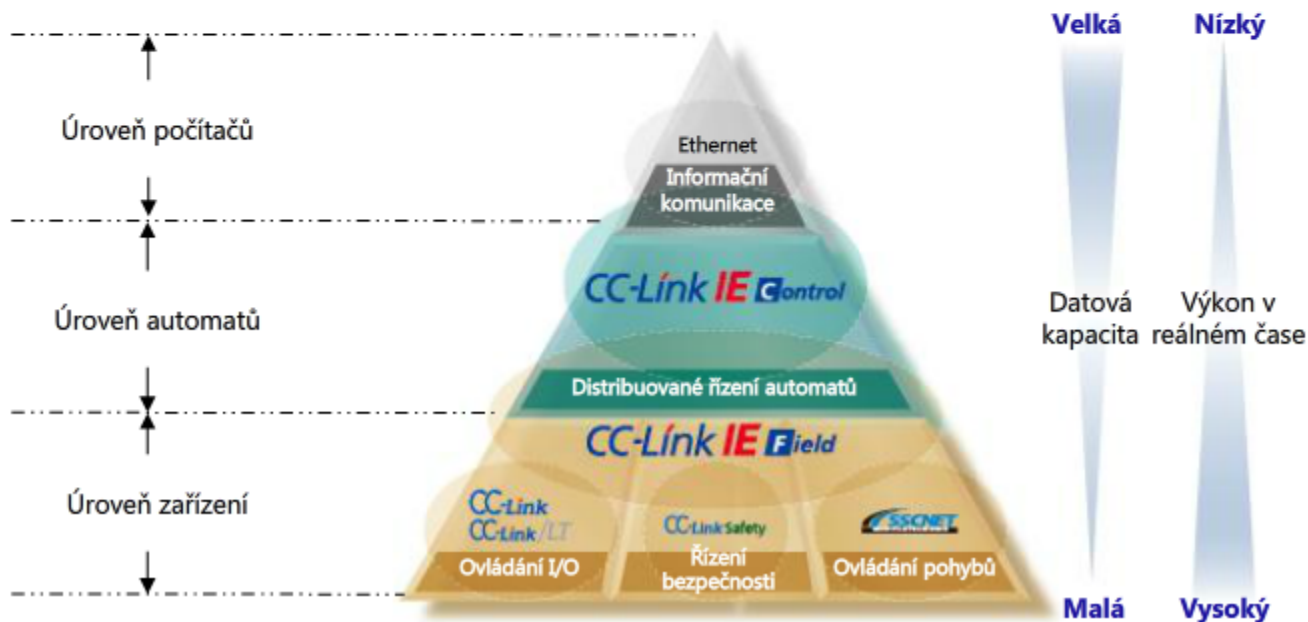 Velká Nízký
Úroveň počítačů
Ethernet
Informační
komunikace
CC-Link IE Control
Úroveň automatů
Datová
kapacita
Výkon v
reálném čase
Distribuované řízení automatů
CC-Link IE Field
Úroveň zařízení
CC-Link
CC-Link/LT
CC-Link Safety
SSCNET
Ovládání I/O
Řízení
bezpečnosti
Ovládání pohybů
Malá Vysoký